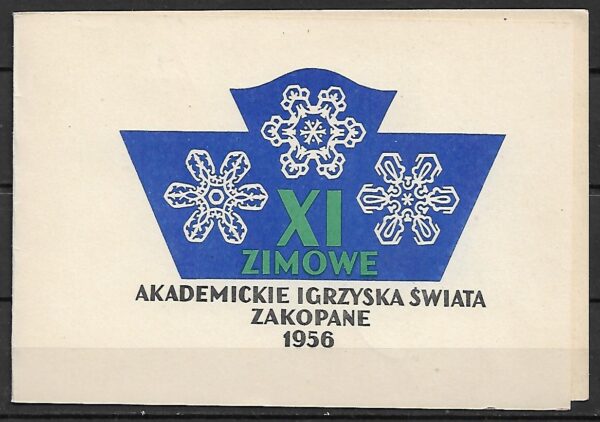 XI
ZIMOWE
AKADEMICKIE IGRZYSKA ŚWIATA
ZAKOPANE
1956